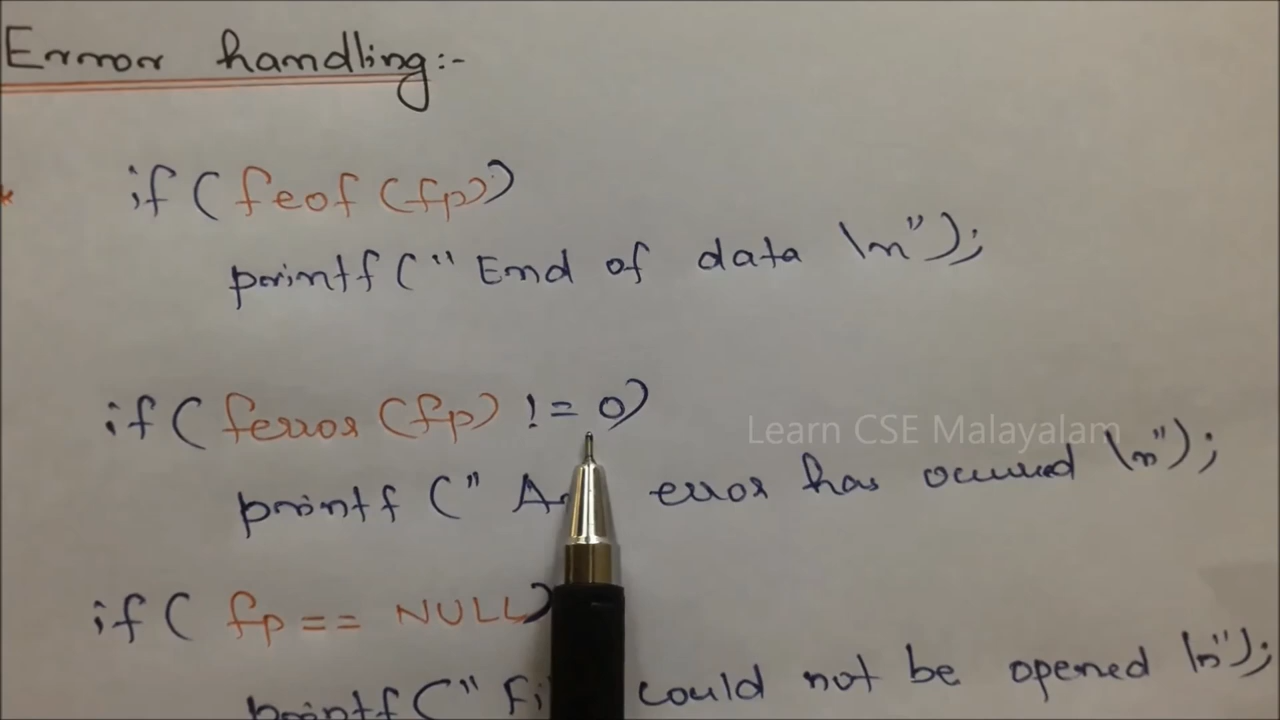 Error handling:-
* if (feof (fp))
printf (" End of data \n");
if ( ferror (fp) != 0)
Learn CSE Malayalam
printf (" error has occured \n");
if ( fp == NULL)
printf (" could not be opened \n");